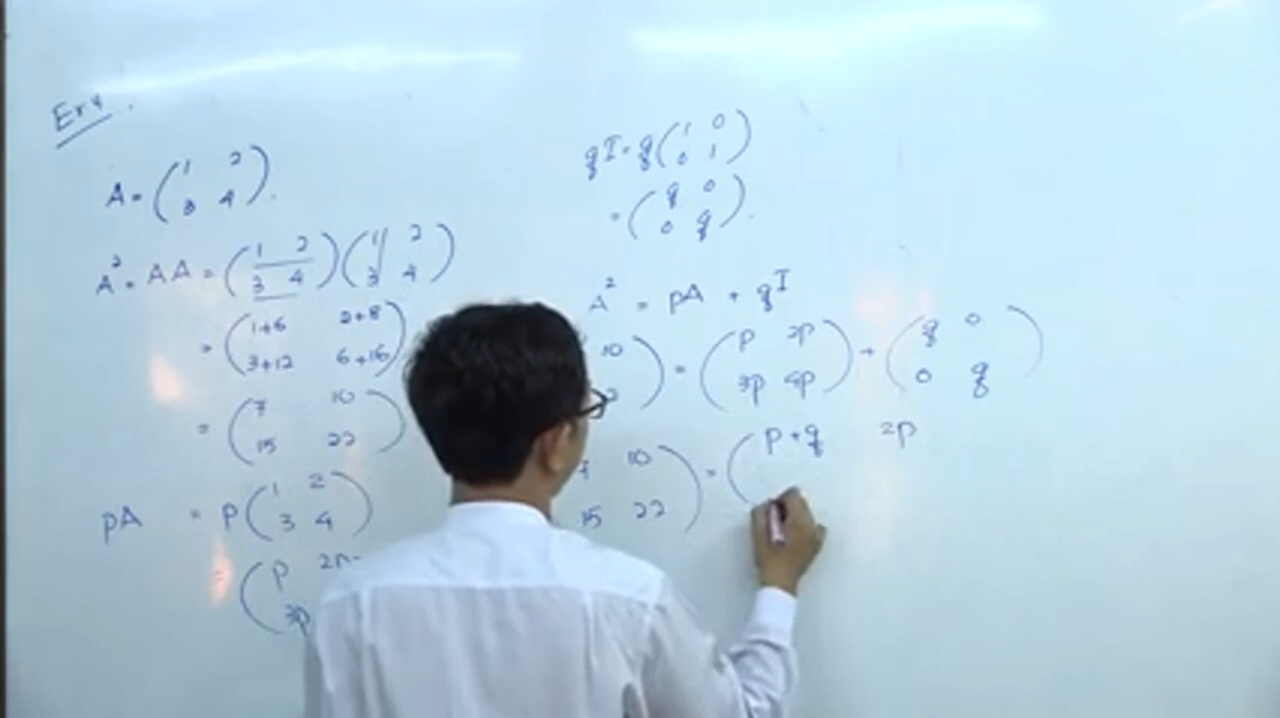 Ex 4.
A = ( 1 2
3 4 ).
A² = AA = ( 1 2
3 4 ) ( 1 2
3 4 )
= ( 1+6 2+8
3+12 6+16 )
= ( 7 10
15 22 )
pA = p ( 1 2
3 4 )
( p 2p
3p
qI = q ( 1 0
0 1 )
= ( q 0
0 q ).
A² = pA + qI
10 ) = ( p 2p
3p 4p ) + ( q 0
0 q )
7 10
15 22 ) = ( p+q 2p